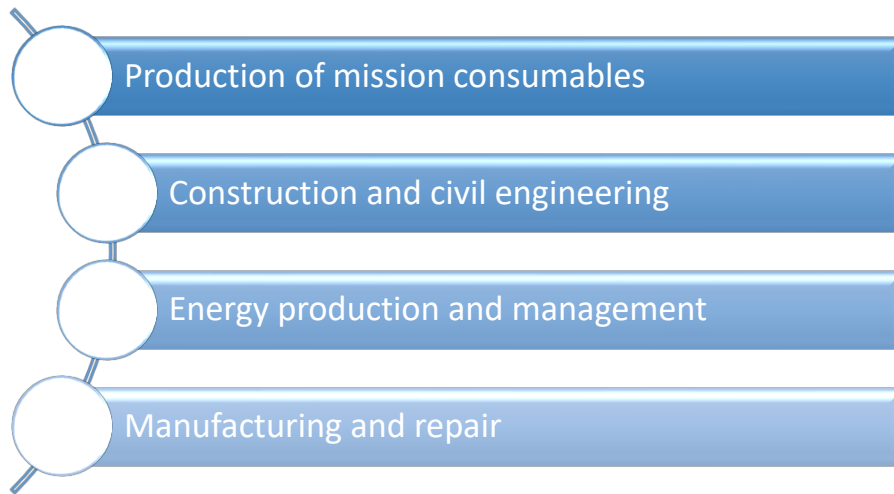 Production of mission consumables
Construction and civil engineering
Energy production and management
Manufacturing and repair